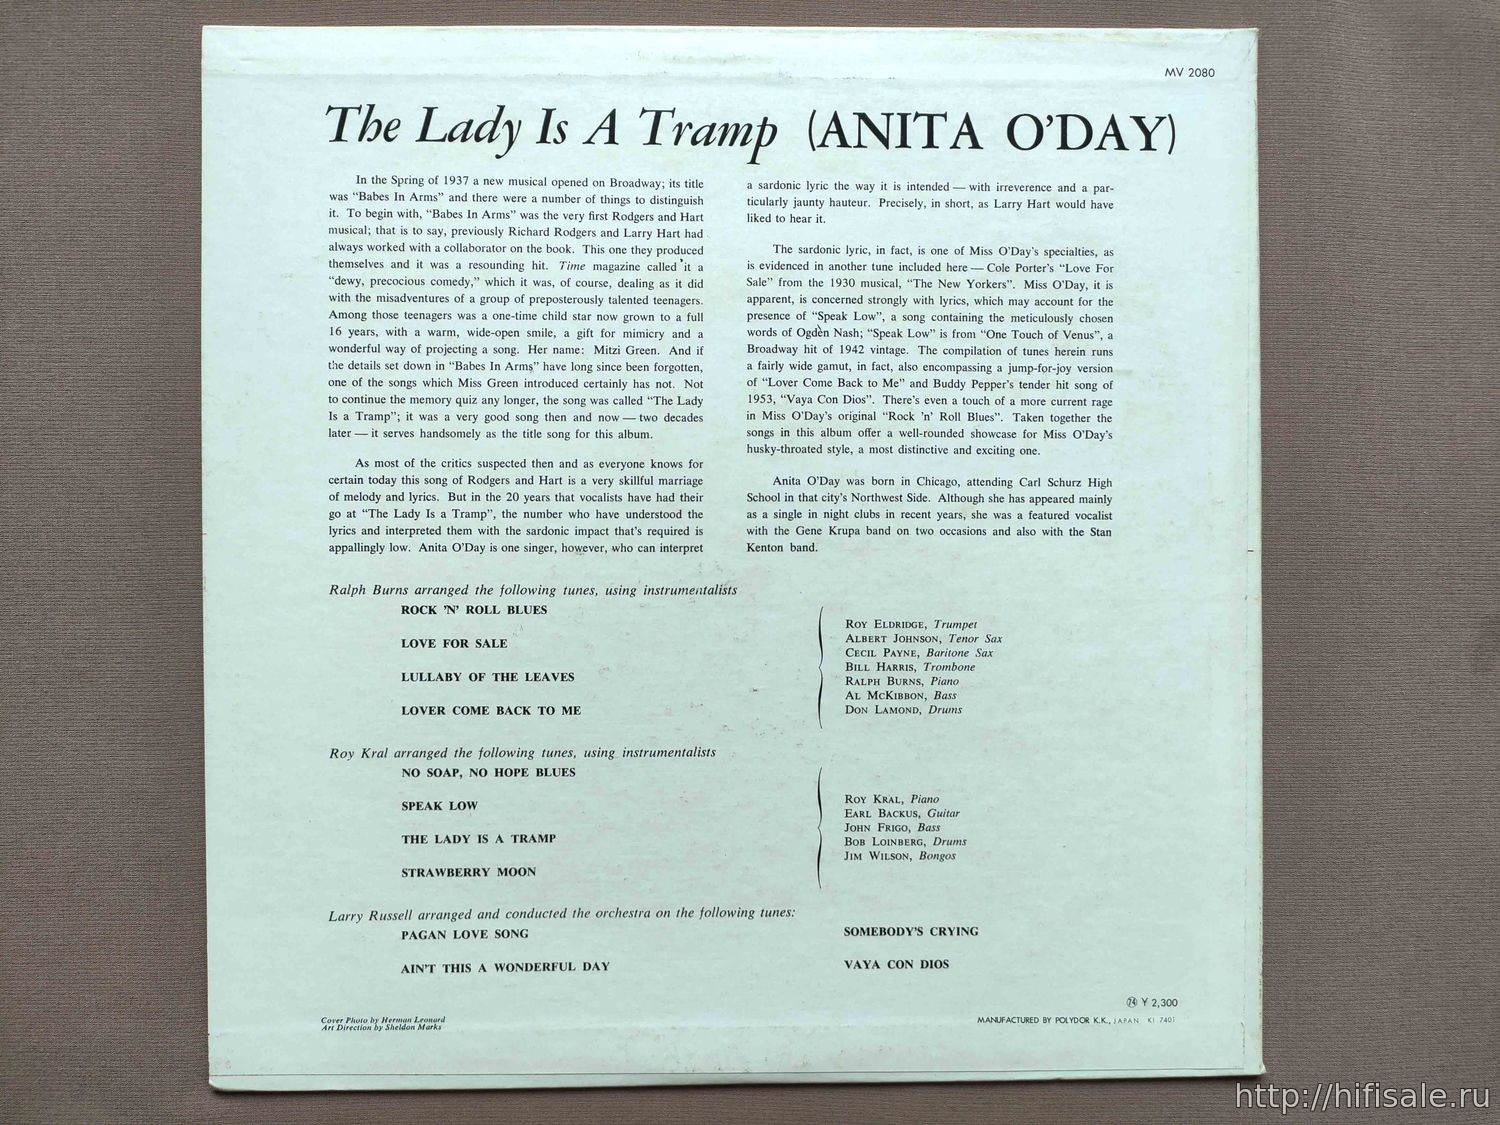 MV 2080
The Lady Is A Tramp (ANITA O'DAY)
In the Spring of 1937 a new musical opened on Broadway; its title
was “Babes In Arms” and there were a number of things to distinguish
it. To begin with, “Babes In Arms” was the very first Rodgers and Hart
musical; that is to say, previously Richard Rodgers and Larry Hart had
always worked with a collaborator on the book. This one they produced
themselves and it was a resounding hit. Time magazine called it a
“dewy, precocious comedy,” which it was, of course, dealing as it did
with the misadventures of a group of preposterously talented teenagers.
Among those teenagers was a one-time child star now grown to a full
16 years, with a warm, wide-open smile, a gift for mimicry and a
wonderful way of projecting a song. Her name: Mitzi Green. And if
the details set down in “Babes In Arms” have long since been forgotten,
one of the songs which Miss Green introduced certainly has not. Not
to continue the memory quiz any longer, the song was called “The Lady
Is a Tramp”; it was a very good song then and now — two decades
later — it serves handsomely as the title song for this album.
As most of the critics suspected then and as everyone knows for
certain today this song of Rodgers and Hart is a very skillful marriage
of melody and lyrics. But in the 20 years that vocalists have had their
go at “The Lady Is a Tramp”, the number who have understood the
lyrics and interpreted them with the sardonic impact that's required is
appallingly low. Anita O'Day is one singer, however, who can interpret
a sardonic lyric the way it is intended — with irreverence and a par-
ticularly jaunty hauteur. Precisely, in short, as Larry Hart would have
liked to hear it.
The sardonic lyric, in fact, is one of Miss O'Day's specialties, as
is evidenced in another tune included here — Cole Porter's “Love For
Sale” from the 1930 musical, “The New Yorkers”. Miss O'Day, it is
apparent, is concerned strongly with lyrics, which may account for the
presence of “Speak Low”, a song containing the meticulously chosen
words of Ogden Nash; “Speak Low” is from “One Touch of Venus”, a
Broadway hit of 1942 vintage. The compilation of tunes herein runs
a fairly wide gamut, in fact, also encompassing a jump-for-joy version
of “Lover Come Back to Me” and Buddy Pepper's tender hit song of
1953, “Vaya Con Dios”. There's even a touch of a more current rage
in Miss O'Day's original “Rock 'n' Roll Blues”. Taken together the
songs in this album offer a well-rounded showcase for Miss O'Day's
husky-throated style, a most distinctive and exciting one.
Anita O'Day was born in Chicago, attending Carl Schurz High
School in that city's Northwest Side. Although she has appeared mainly
as a single in night clubs in recent years, she was a featured vocalist
with the Gene Krupa band on two occasions and also with the Stan
Kenton band.
Ralph Burns arranged the following tunes, using instrumentalists
ROCK 'N' ROLL BLUES
LOVE FOR SALE
LULLABY OF THE LEAVES
LOVER COME BACK TO ME
ROY ELDRIDGE, Trumpet
ALBERT JOHNSON, Tenor Sax
CECIL PAYNE, Baritone Sax
BILL HARRIS, Trombone
RALPH BURNS, Piano
AL MCKIBBON, Bass
DON LAMOND, Drums
Roy Kral arranged the following tunes, using instrumentalists
NO SOAP, NO HOPE BLUES
SPEAK LOW
THE LADY IS A TRAMP
STRAWBERRY MOON
ROY KRAL, Piano
EARL BACKUS, Guitar
JOHN FRIGO, Bass
BOB LOINBERG, Drums
JIM WILSON, Bongos
Larry Russell arranged and conducted the orchestra on the following tunes:
PAGAN LOVE SONG
AIN'T THIS A WONDERFUL DAY
SOMEBODY'S CRYING
VAYA CON DIOS
Cover Photo by Herman Leonard
Art Direction by Sheldon Marks
74 Y 2,300
MANUFACTURED BY POLYDOR K.K., JAPAN KI 7401
http://hifisale.ru